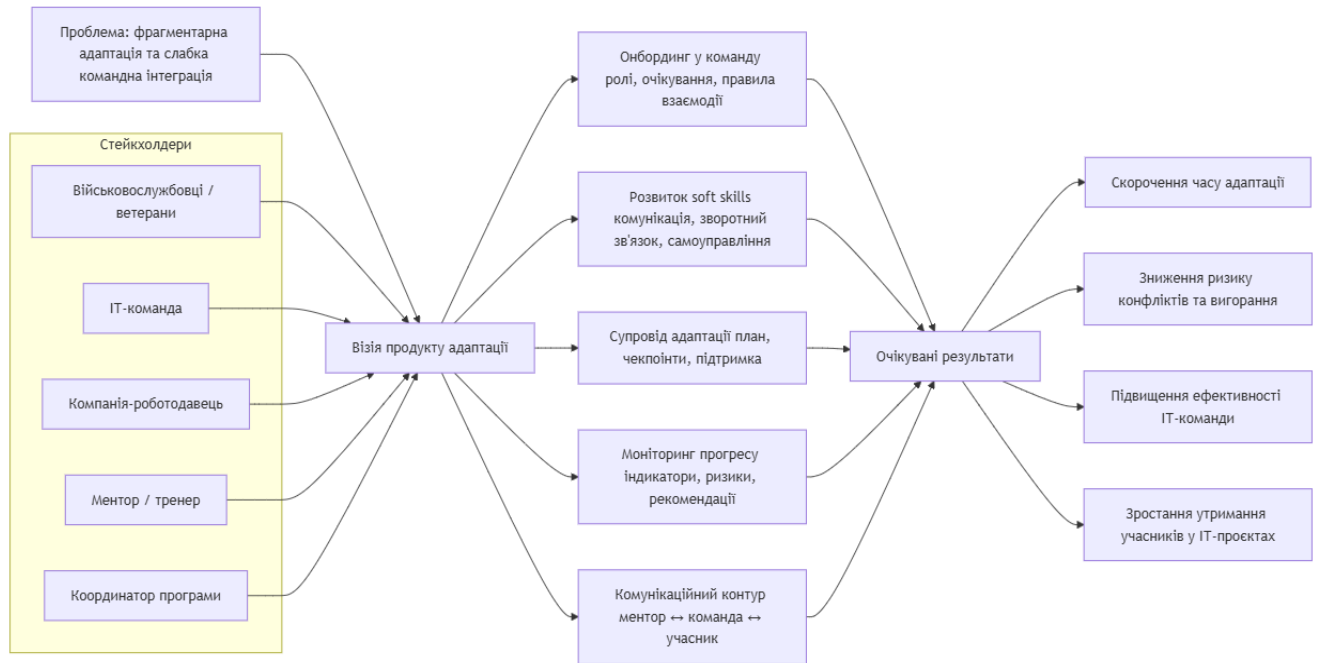 Проблема: фрагментарна
адаптація та слабка
командна інтеграція
Стейкхолдери
Військовослужбовці /
ветерани
ІТ-команда
Компанія-роботодавець
Ментор / тренер
Координатор програми
Візія продукту адаптації
Онбординг у команду
ролі, очікування, правила
взаємодії
Розвиток soft skills
комунікація, зворотний
зв'язок, самоуправління
Супровід адаптації план,
чекпоінти, підтримка
Моніторинг прогресу
індикатори, ризики,
рекомендації
Комунікаційний контур
ментор ↔ команда ↔
учасник
Очікувані результати
Скорочення часу адаптації
Зниження ризику
конфліктів та вигорання
Підвищення ефективності
ІТ-команди
Зростання утримання
учасників у ІТ-проєктах